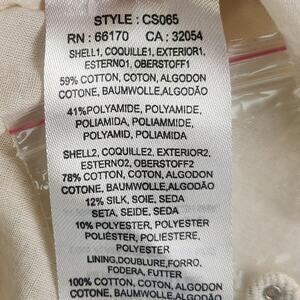 STYLE : CS065
RN : 66170 CA : 32054
SHELL1, COQUILLE1, EXTERIOR1,
ESTERNO1, OBERSTOFF1
59% COTTON, COTON, ALGODON
COTONE, BAUMWOLLE,ALGODÃO
41%POLYAMIDE, POLYAMIDE,
POLIAMIDA, POLIAMMIDE,
POLYAMID, POLIAMIDA
SHELL2, COQUILLE2, EXTERIOR2,
ESTERNO2, OBERSTOFF2
78% COTTON, COTON, ALGODON
COTONE, BAUMWOLLE,ALGODÃO
12% SILK, SOIE, SEDA
SETA, SEIDE, SEDA
10% POLYESTER, POLYESTER
POLIÉSTER, POLIESTERE,
POLYESTER
LINING,DOUBLURE,FORRO,
FODERA, FUTTER
100% COTTON, COTON, ALGODON
COTONE, BAUMWOLLE,ALGODÃO